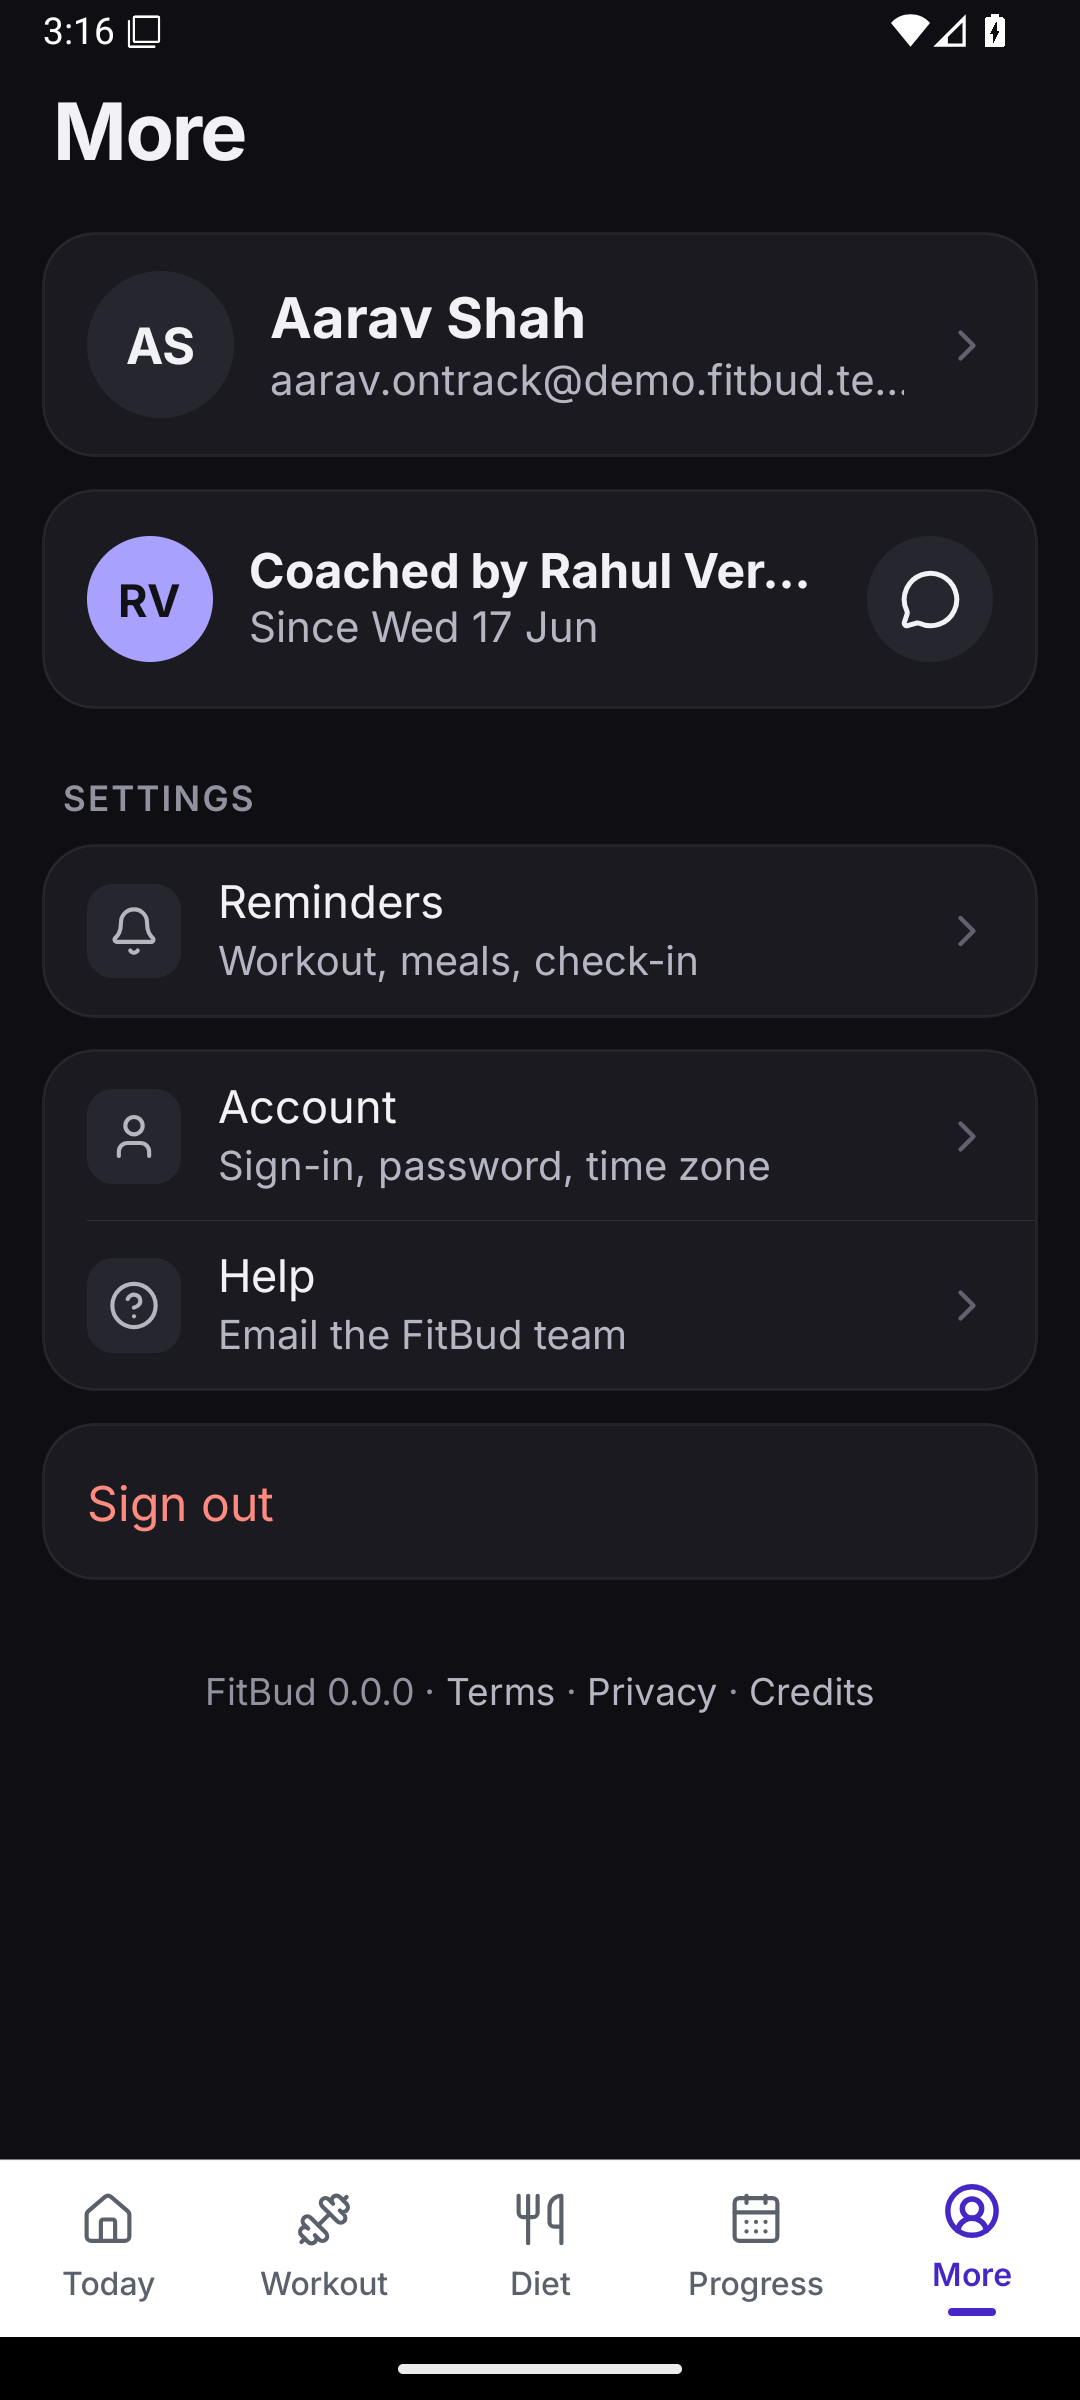 3:16
More
AS
Aarav Shah
aarav.ontrack@demo.fitbud.te...
RV
Coached by Rahul Ver...
Since Wed 17 Jun
SETTINGS
Reminders
Workout, meals, check-in
Account
Sign-in, password, time zone
Help
Email the FitBud team
Sign out
FitBud 0.0.0 · Terms · Privacy · Credits
Today
Workout
Diet
Progress
More